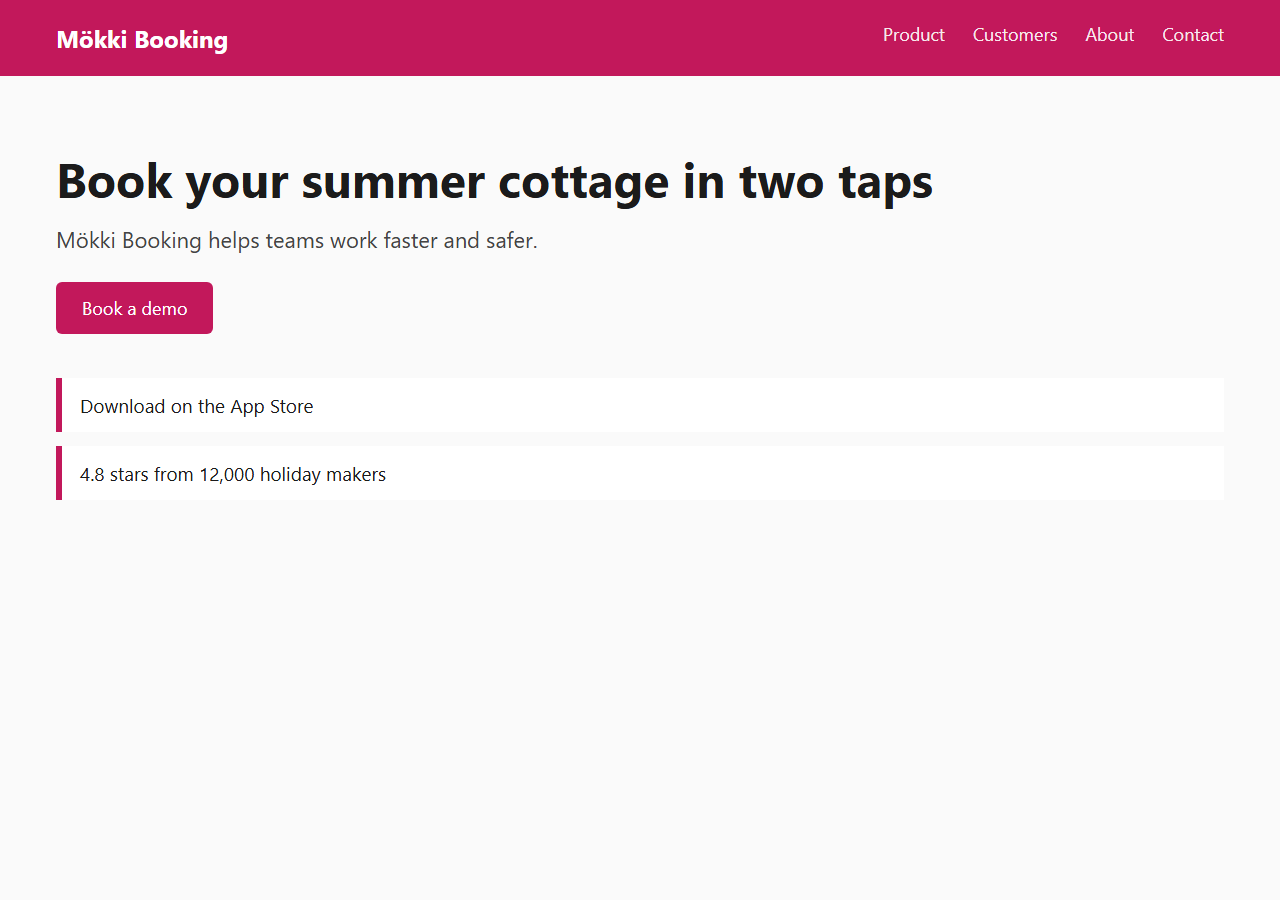 Mökki Booking
Product Customers About Contact
Book your summer cottage in two taps
Mökki Booking helps teams work faster and safer.
Book a demo
Download on the App Store
4.8 stars from 12,000 holiday makers